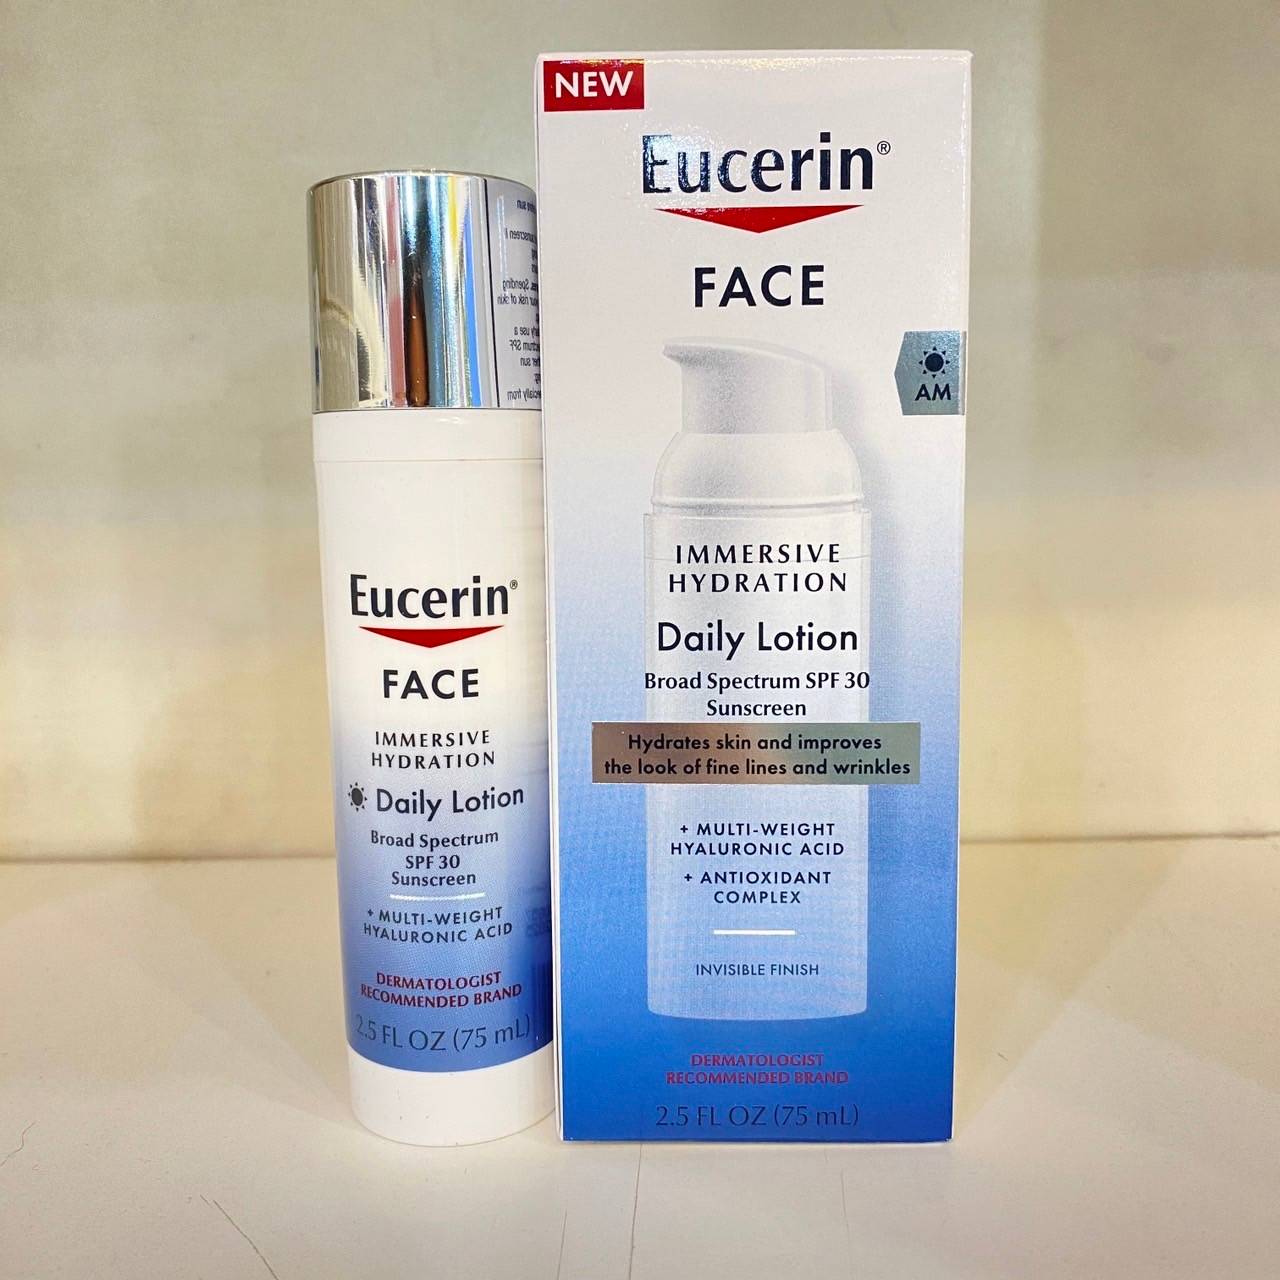 Eucerin®
FACE
IMMERSIVE
HYDRATION
Daily Lotion
Broad Spectrum
SPF 30
Sunscreen
+ MULTI-WEIGHT
HYALURONIC ACID
DERMATOLOGIST
RECOMMENDED BRAND
2.5 FL OZ (75 mL)
NEW
Eucerin®
FACE
AM
IMMERSIVE
HYDRATION
Daily Lotion
Broad Spectrum SPF 30
Sunscreen
Hydrates skin and improves
the look of fine lines and wrinkles
+ MULTI-WEIGHT
HYALURONIC ACID
+ ANTIOXIDANT
COMPLEX
INVISIBLE FINISH
DERMATOLOGIST
RECOMMENDED BRAND
2.5 FL OZ (75 mL)